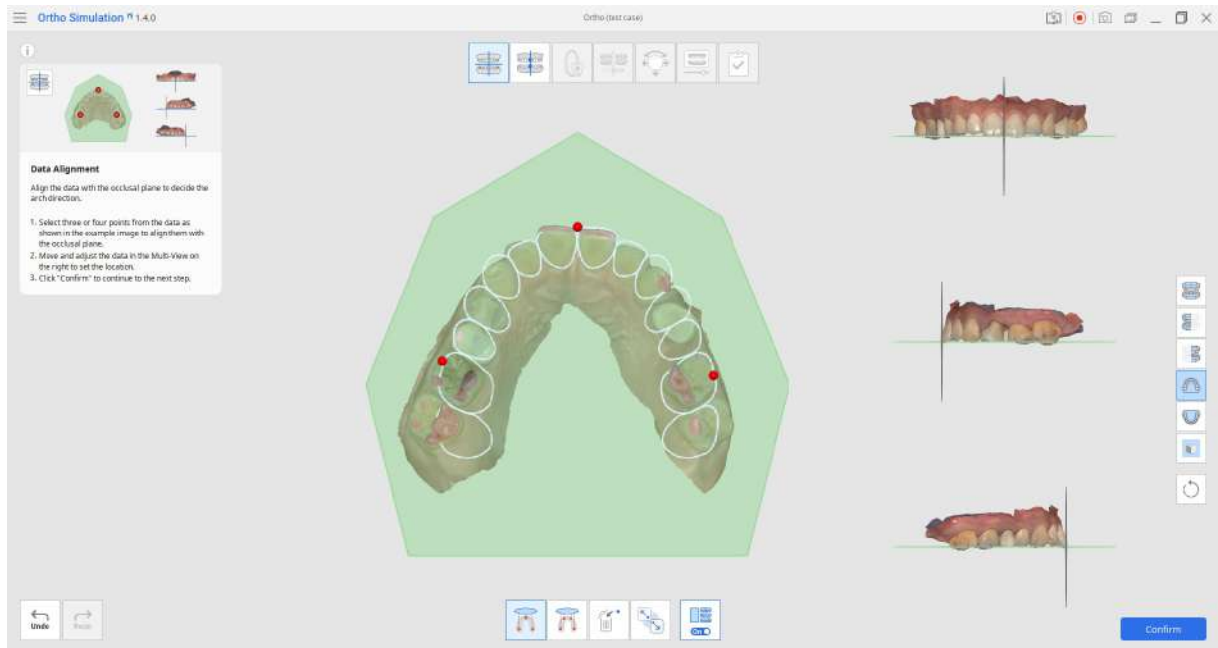 Ortho Simulation 1.4.0
Ortho (test case)
Data Alignment
Align the data with the occlusal plane to decide the
arch direction.
1. Select three or four points from the data as
shown in the example image to align them with
the occlusal plane.
2. Move and adjust the data in the Multi-View on
the right to set the location.
3. Click "Confirm" to continue to the next step.
Undo
Redo
On
Confirm